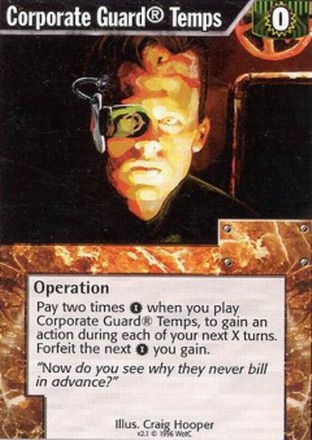 Corporate Guard® Temps 0
Operation
Pay two times X when you play
Corporate Guard® Temps, to gain an
action during each of your next X turns.
Forfeit the next X you gain.
"Now do you see why they never bill
in advance?"
Illus. Craig Hooper
v2.1 © 1996 WotC